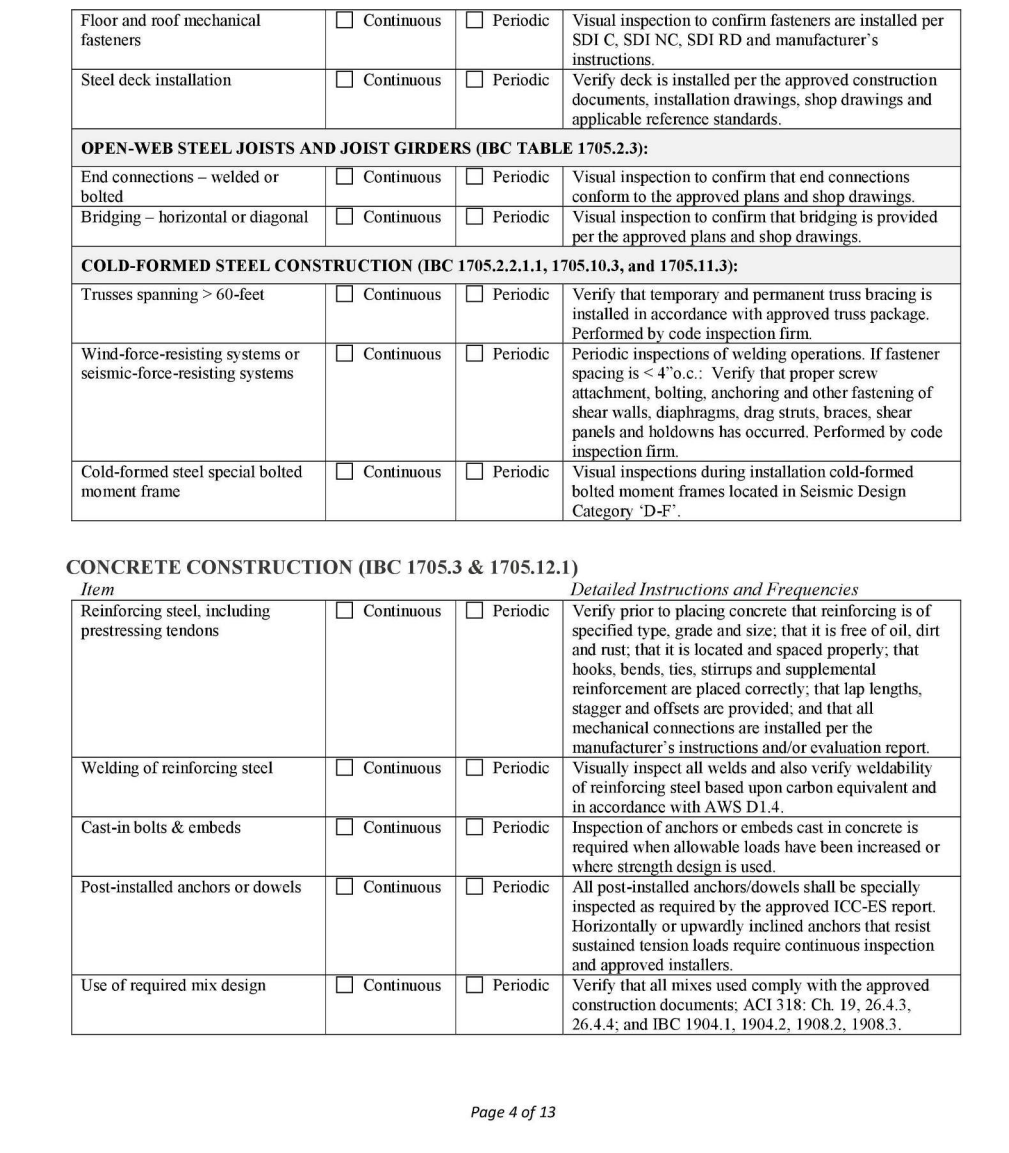 Floor and roof mechanical fasteners ☐ Continuous ☐ Periodic Visual inspection to confirm fasteners are installed per
SDI C, SDI NC, SDI RD and manufacturer's
instructions.
Steel deck installation ☐ Continuous ☐ Periodic Verify deck is installed per the approved construction
documents, installation drawings, shop drawings and
applicable reference standards.
OPEN-WEB STEEL JOISTS AND JOIST GIRDERS (IBC TABLE 1705.2.3):
End connections – welded or bolted ☐ Continuous ☐ Periodic Visual inspection to confirm that end connections
conform to the approved plans and shop drawings.
Bridging – horizontal or diagonal ☐ Continuous ☐ Periodic Visual inspection to confirm that bridging is provided
per the approved plans and shop drawings.
COLD-FORMED STEEL CONSTRUCTION (IBC 1705.2.2.1.1, 1705.10.3, and 1705.11.3):
Trusses spanning > 60-feet ☐ Continuous ☐ Periodic Verify that temporary and permanent truss bracing is
installed in accordance with approved truss package.
Performed by code inspection firm.
Wind-force-resisting systems or seismic-force-resisting systems ☐ Continuous ☐ Periodic Periodic inspections of welding operations. If fastener
spacing is < 4"o.c.: Verify that proper screw
attachment, bolting, anchoring and other fastening of
shear walls, diaphragms, drag struts, braces, shear
panels and holdowns has occurred. Performed by code
inspection firm.
Cold-formed steel special bolted moment frame ☐ Continuous ☐ Periodic Visual inspections during installation cold-formed
bolted moment frames located in Seismic Design
Category 'D-F'.
CONCRETE CONSTRUCTION (IBC 1705.3 & 1705.12.1)
Item Detailed Instructions and Frequencies
Reinforcing steel, including prestressing tendons ☐ Continuous ☐ Periodic Verify prior to placing concrete that reinforcing is of
specified type, grade and size; that it is free of oil, dirt
and rust; that it is located and spaced properly; that
hooks, bends, ties, stirrups and supplemental
reinforcement are placed correctly; that lap lengths,
stagger and offsets are provided; and that all
mechanical connections are installed per the
manufacturer's instructions and/or evaluation report.
Welding of reinforcing steel ☐ Continuous ☐ Periodic Visually inspect all welds and also verify weldability
of reinforcing steel based upon carbon equivalent and
in accordance with AWS D1.4.
Cast-in bolts & embeds ☐ Continuous ☐ Periodic Inspection of anchors or embeds cast in concrete is
required when allowable loads have been increased or
where strength design is used.
Post-installed anchors or dowels ☐ Continuous ☐ Periodic All post-installed anchors/dowels shall be specially
inspected as required by the approved ICC-ES report.
Horizontally or upwardly inclined anchors that resist
sustained tension loads require continuous inspection
and approved installers.
Use of required mix design ☐ Continuous ☐ Periodic Verify that all mixes used comply with the approved
construction documents; ACI 318: Ch. 19, 26.4.3,
26.4.4; and IBC 1904.1, 1904.2, 1908.2, 1908.3.
Page 4 of 13